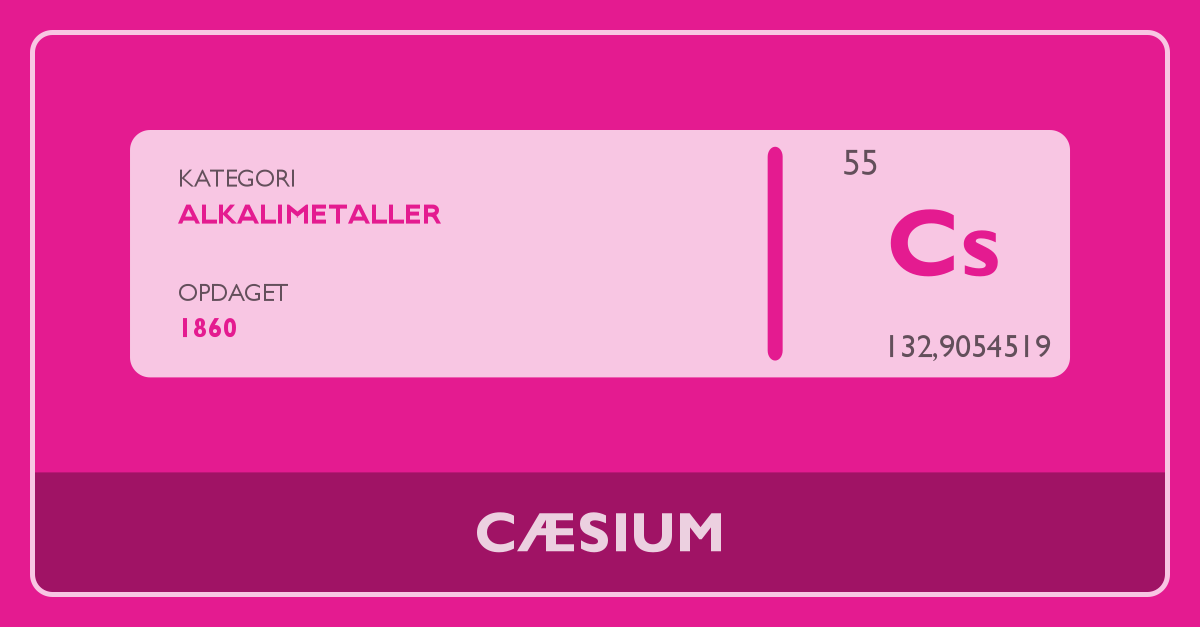 KATEGORI
ALKALIMETALLER
OPDAGET
1860
55
Cs
132,9054519
CÆSIUM